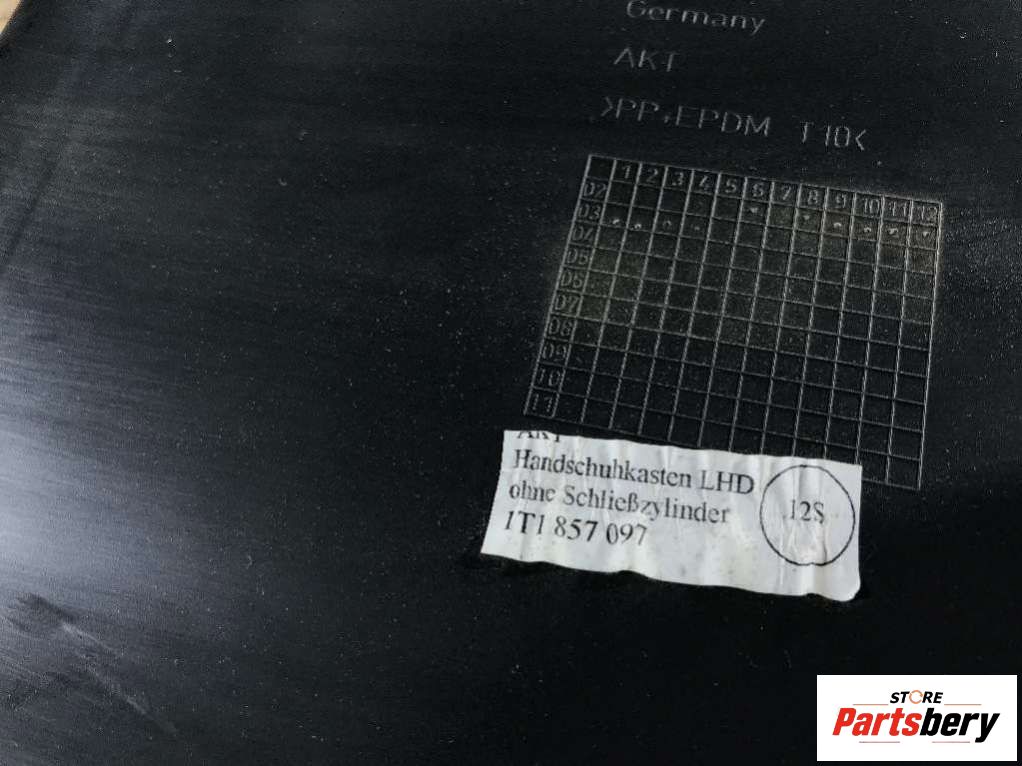 Germany
AKT
>PP+EPDM T10<
1 2 3 4 5 6 7 8 9 10 11 12
02
03
04
05
06
07
08
09
10
11
AKT
Handschuhkasten LHD
ohne Schließzylinder
1T1 857 097
12S
STORE
Partsbery